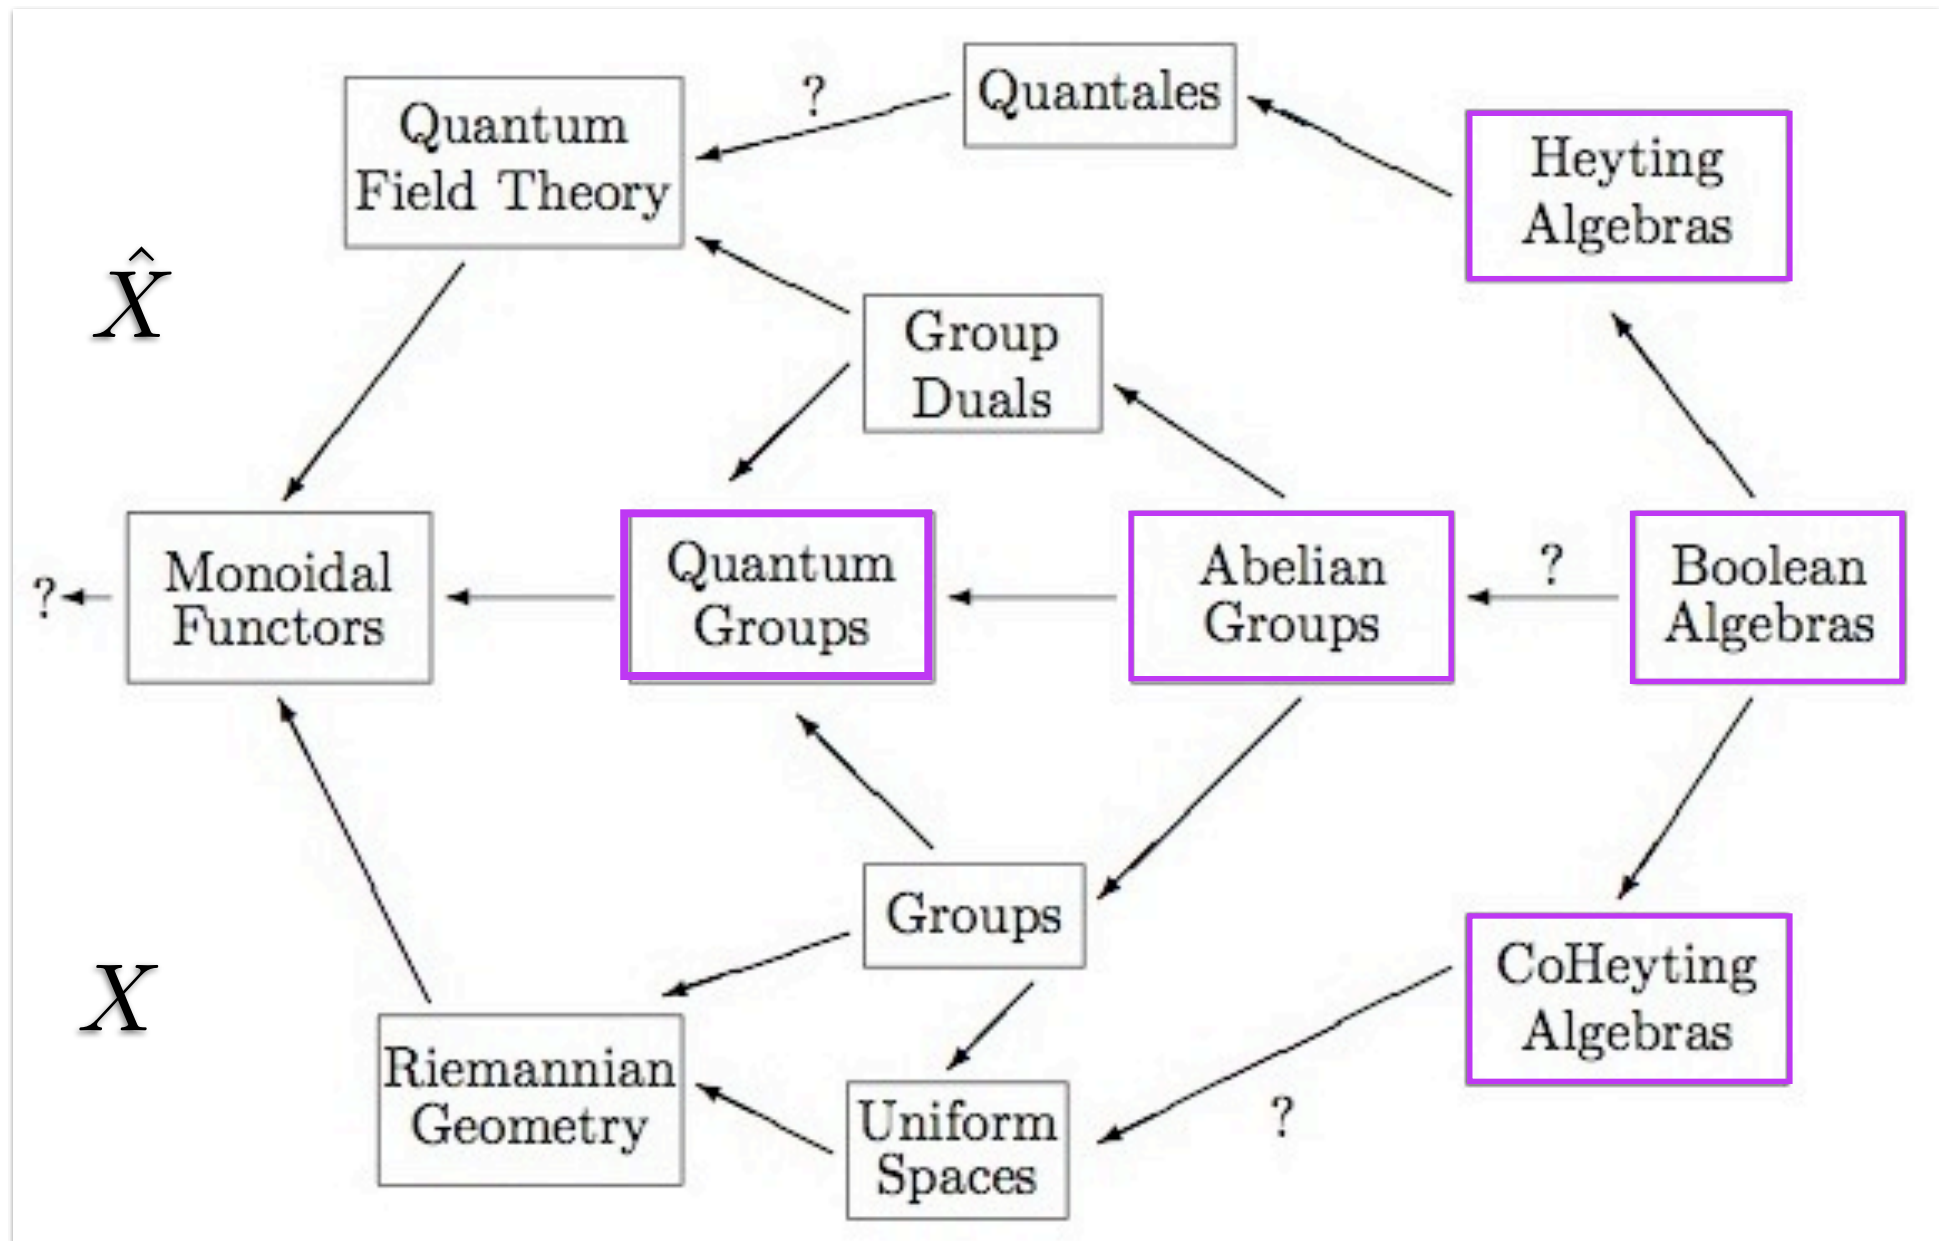 Quantales
?
Quantum
Field Theory
Heyting
Algebras
X̂
Group
Duals
?
Monoidal
Functors
Quantum
Groups
Abelian
Groups
?
Boolean
Algebras
Groups
CoHeyting
Algebras
X
Riemannian
Geometry
Uniform
Spaces
?